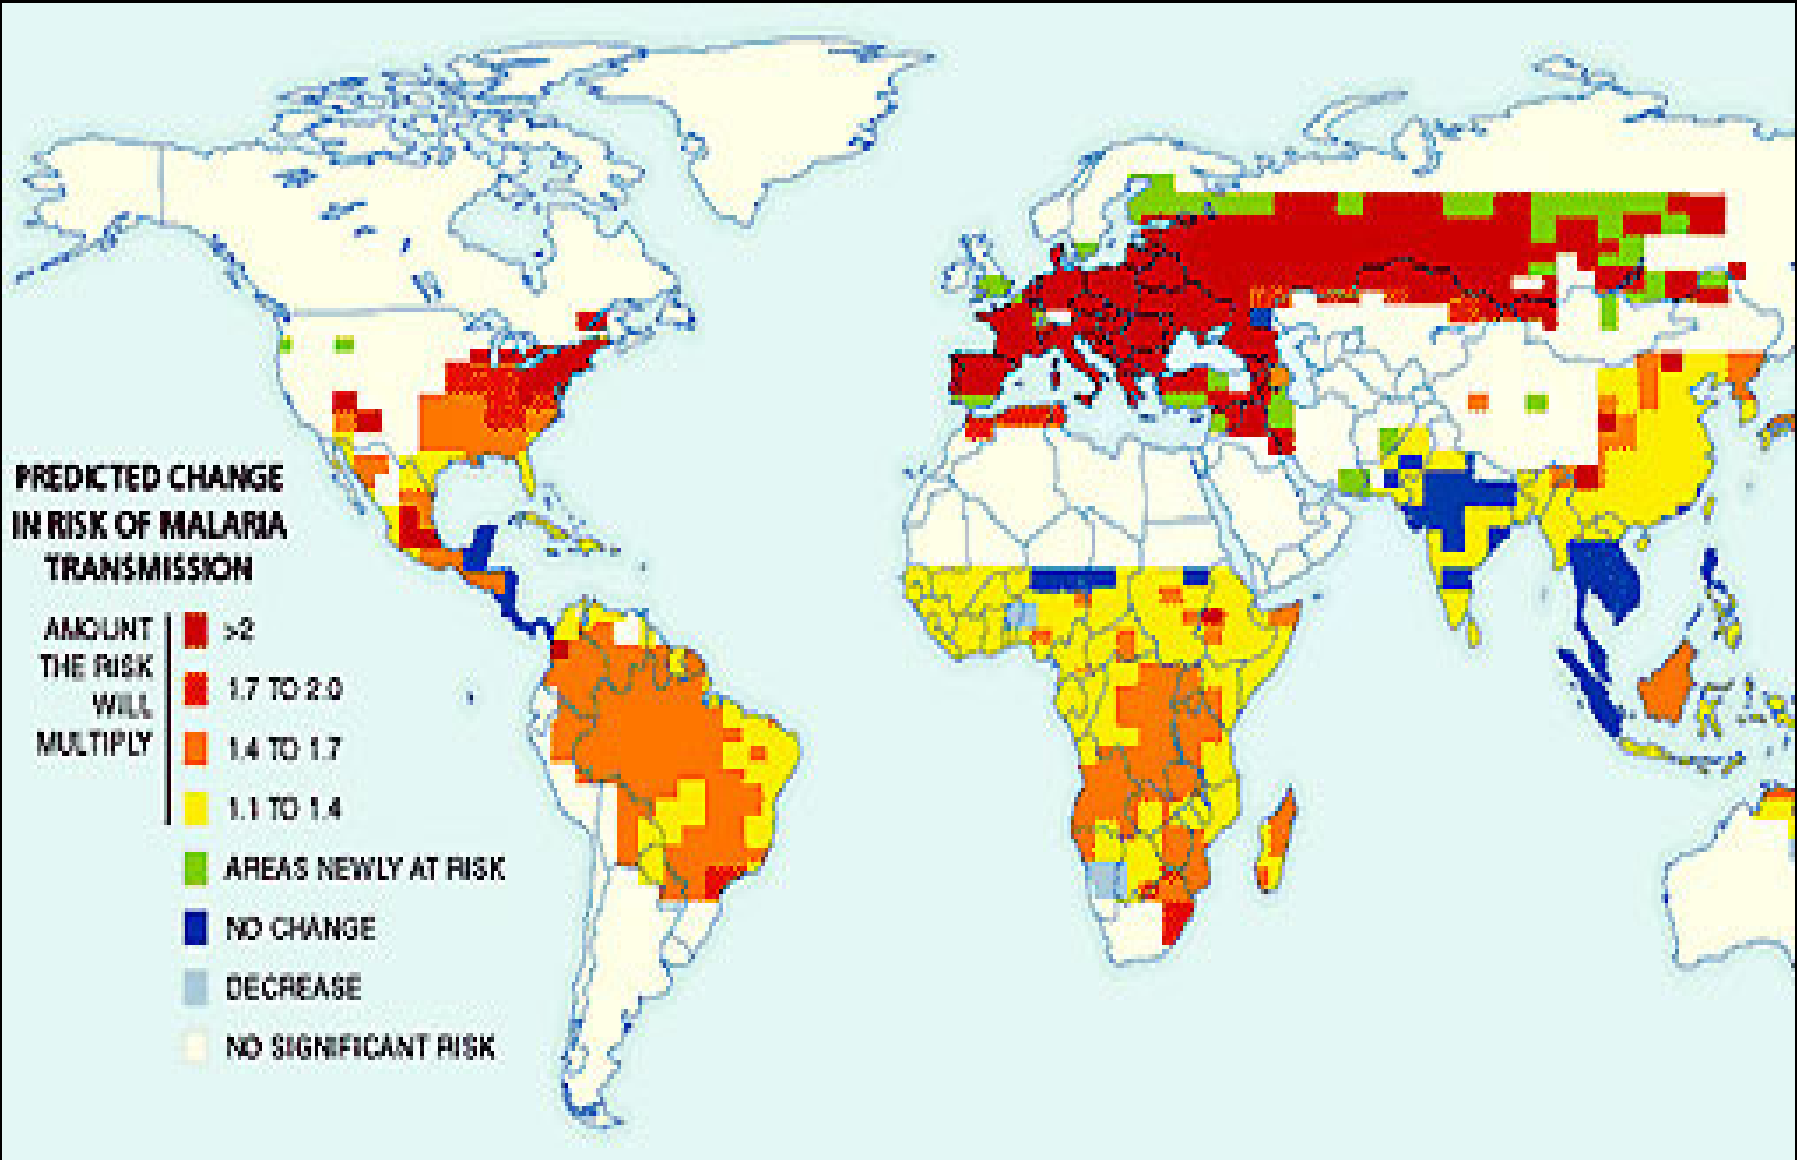 PREDICTED CHANGE
IN RISK OF MALARIA
TRANSMISSION
AMOUNT
THE RISK
WILL
MULTIPLY
>2
1.7 TO 2.0
1.4 TO 1.7
1.1 TO 1.4
AREAS NEWLY AT RISK
NO CHANGE
DECREASE
NO SIGNIFICANT RISK